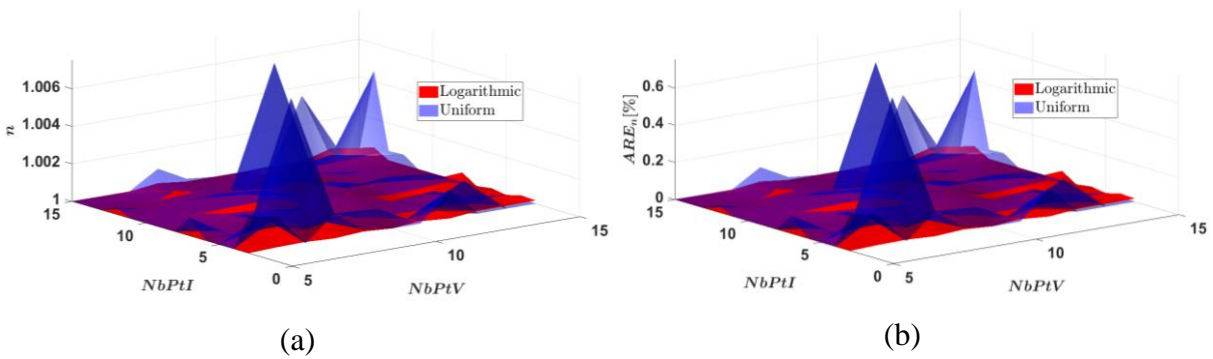 1.006
1.004
1.002
1
n
15
10
5
0
NbPtI
5
10
15
NbPtV
Logarithmic
Uniform
(a)
0.6
0.4
0.2
0
ARE_n[%]
15
10
5
0
NbPtI
5
10
15
NbPtV
Logarithmic
Uniform
(b)